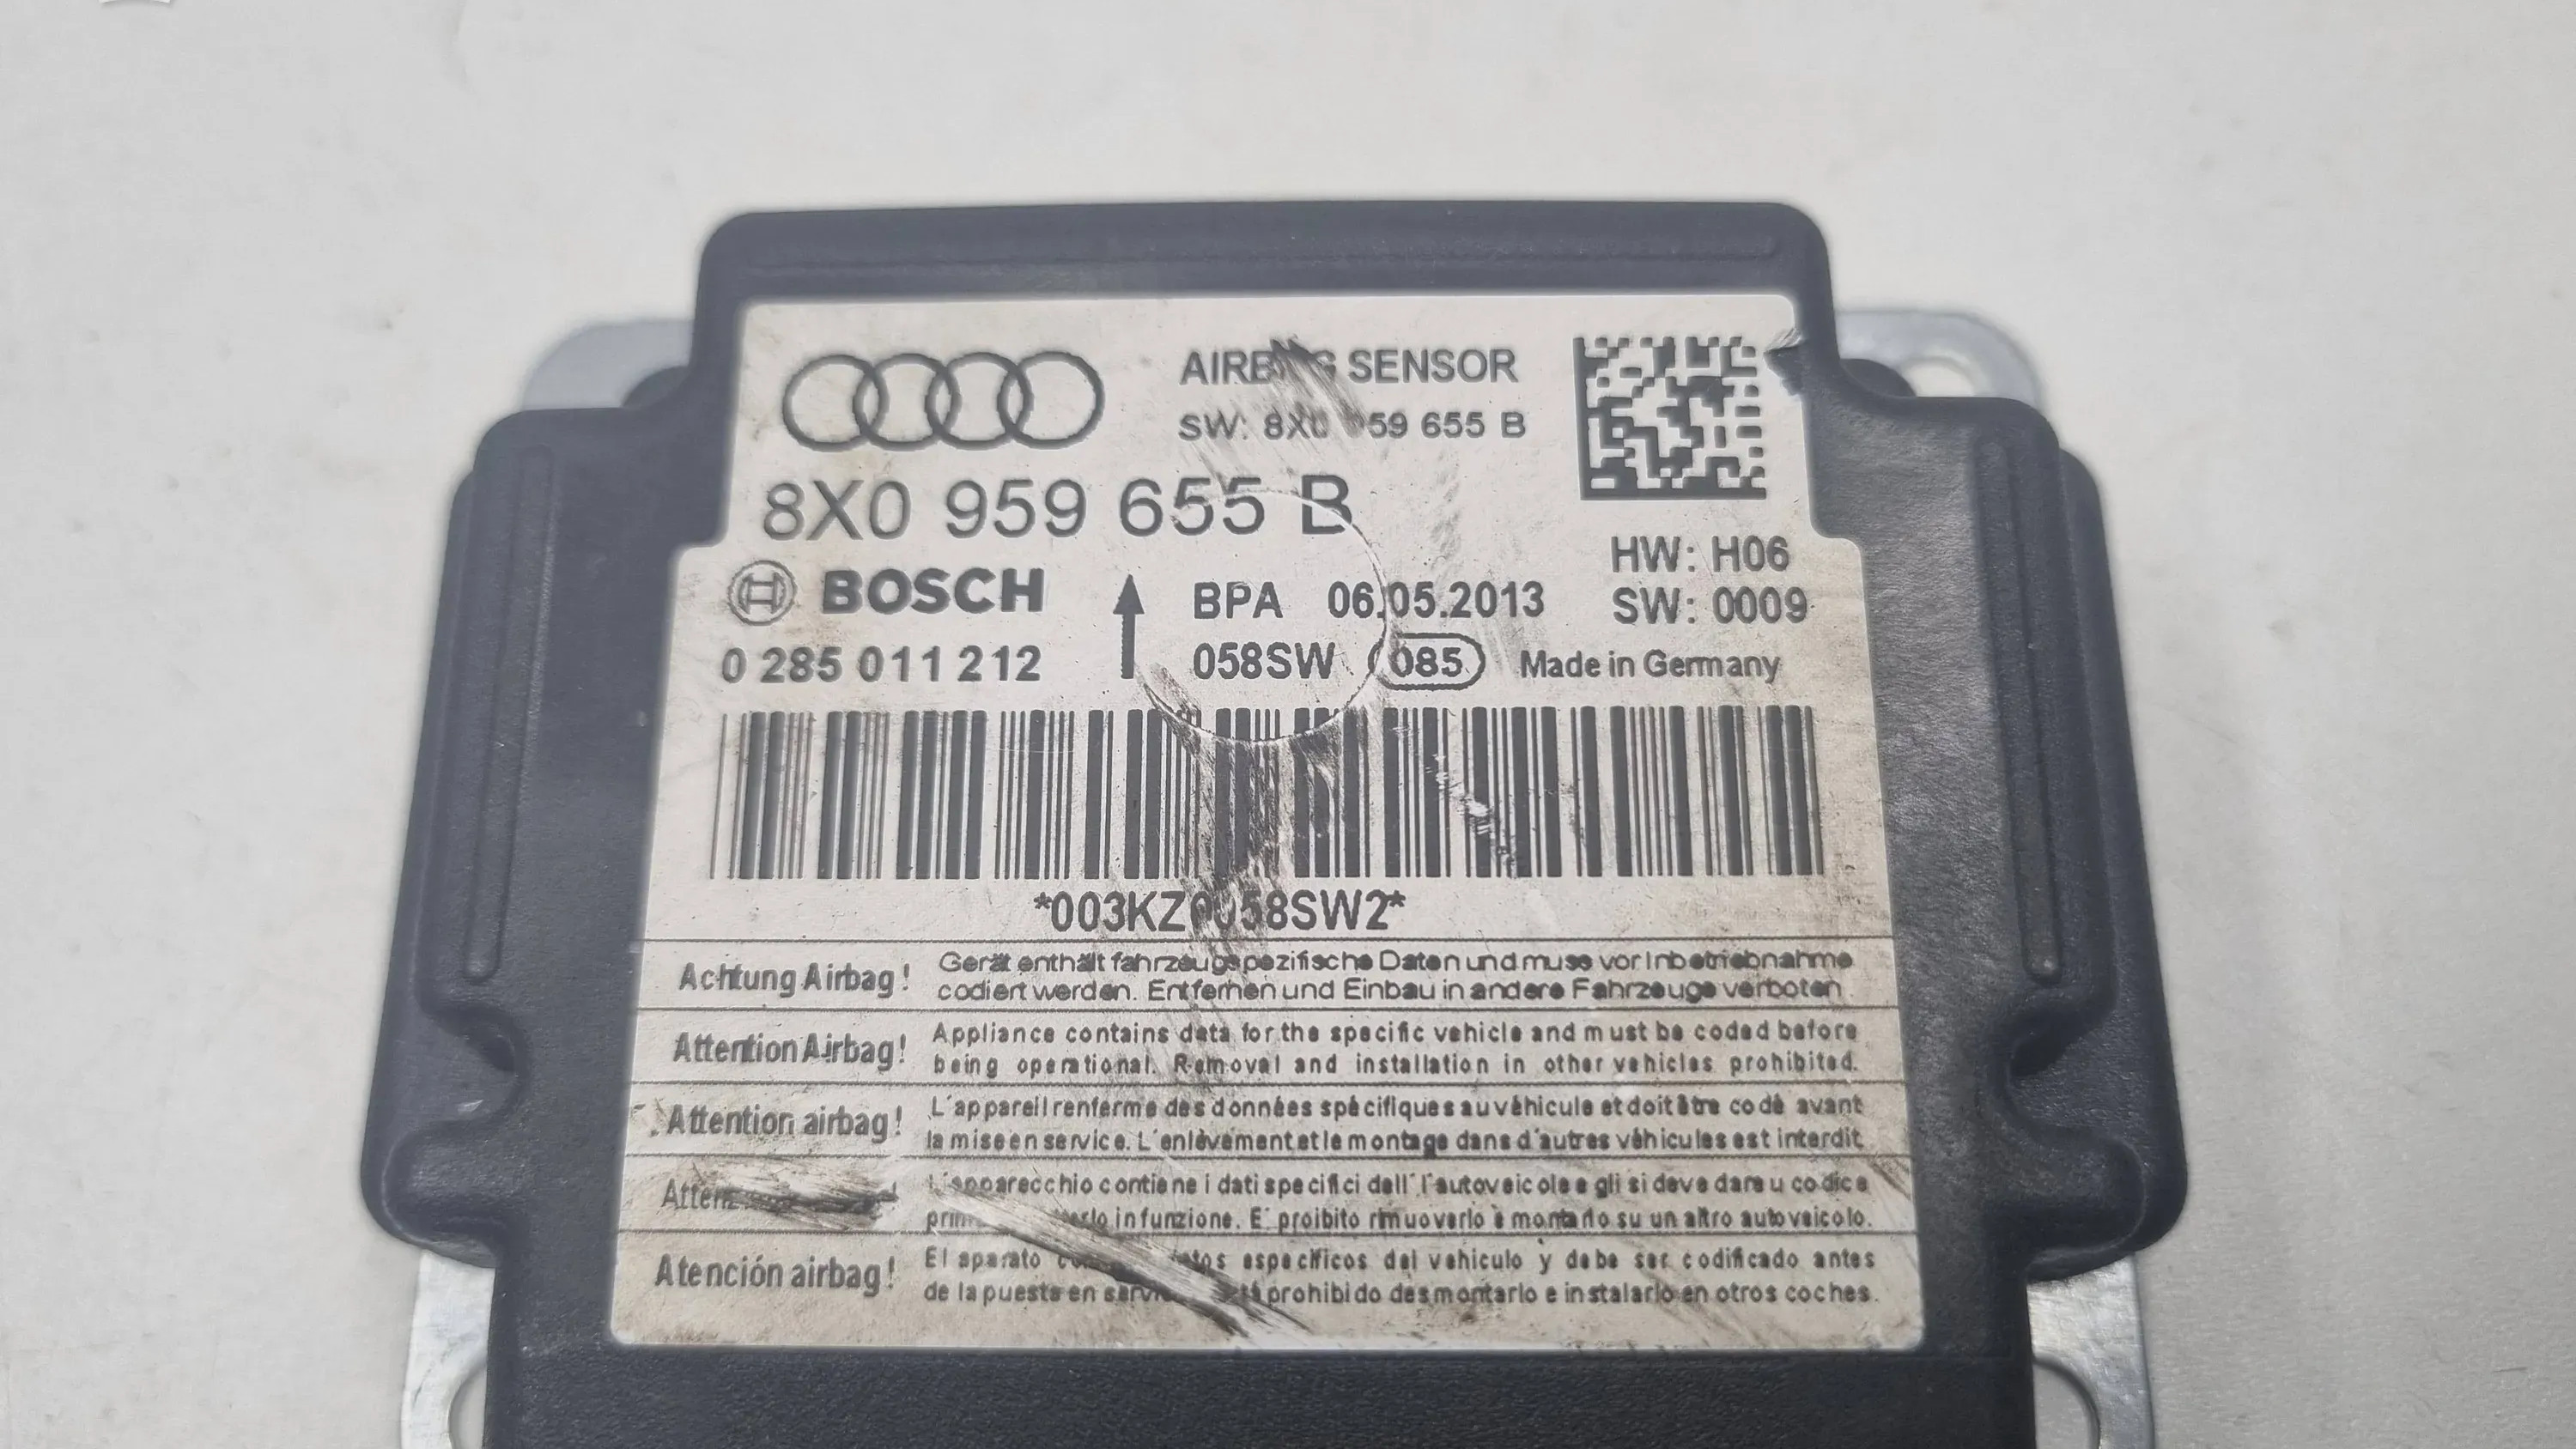 AIRBAG SENSOR
SW: 8X0 959 655 B
8X0 959 655 B
HW: H06
BOSCH
BPA 06.05.2013
SW: 0009
0 285 011 212
058SW
085
Made in Germany
*003KZ0058SW2*
Achtung Airbag!
Gerät enthält fahrzeugspezifische Daten und muss vor Inbetriebnahme
codiert werden. Entfernen und Einbau in andere Fahrzeuge verboten.
Attention Airbag!
Appliance contains data for the specific vehicle and must be coded before
being operational. Removal and installation in other vehicles prohibited.
Attention airbag!
L'appareil renferme des données spécifiques au véhicule et doit être codé avant
la mise en service. L'enlèvement et le montage dans d'autres véhicules est interdit.
L'apparecchio contiene i dati specifici dell' l'autoveicolo e gli si deve dare u codice
in funzione. E' proibito rimuoverlo e montarlo su un altro autoveicolo.
Atención airbag!
El aparato específicos del vehiculo y debe ser codificado antes
de la puesta en prohibido desmontarlo e instalarlo en otros coches.